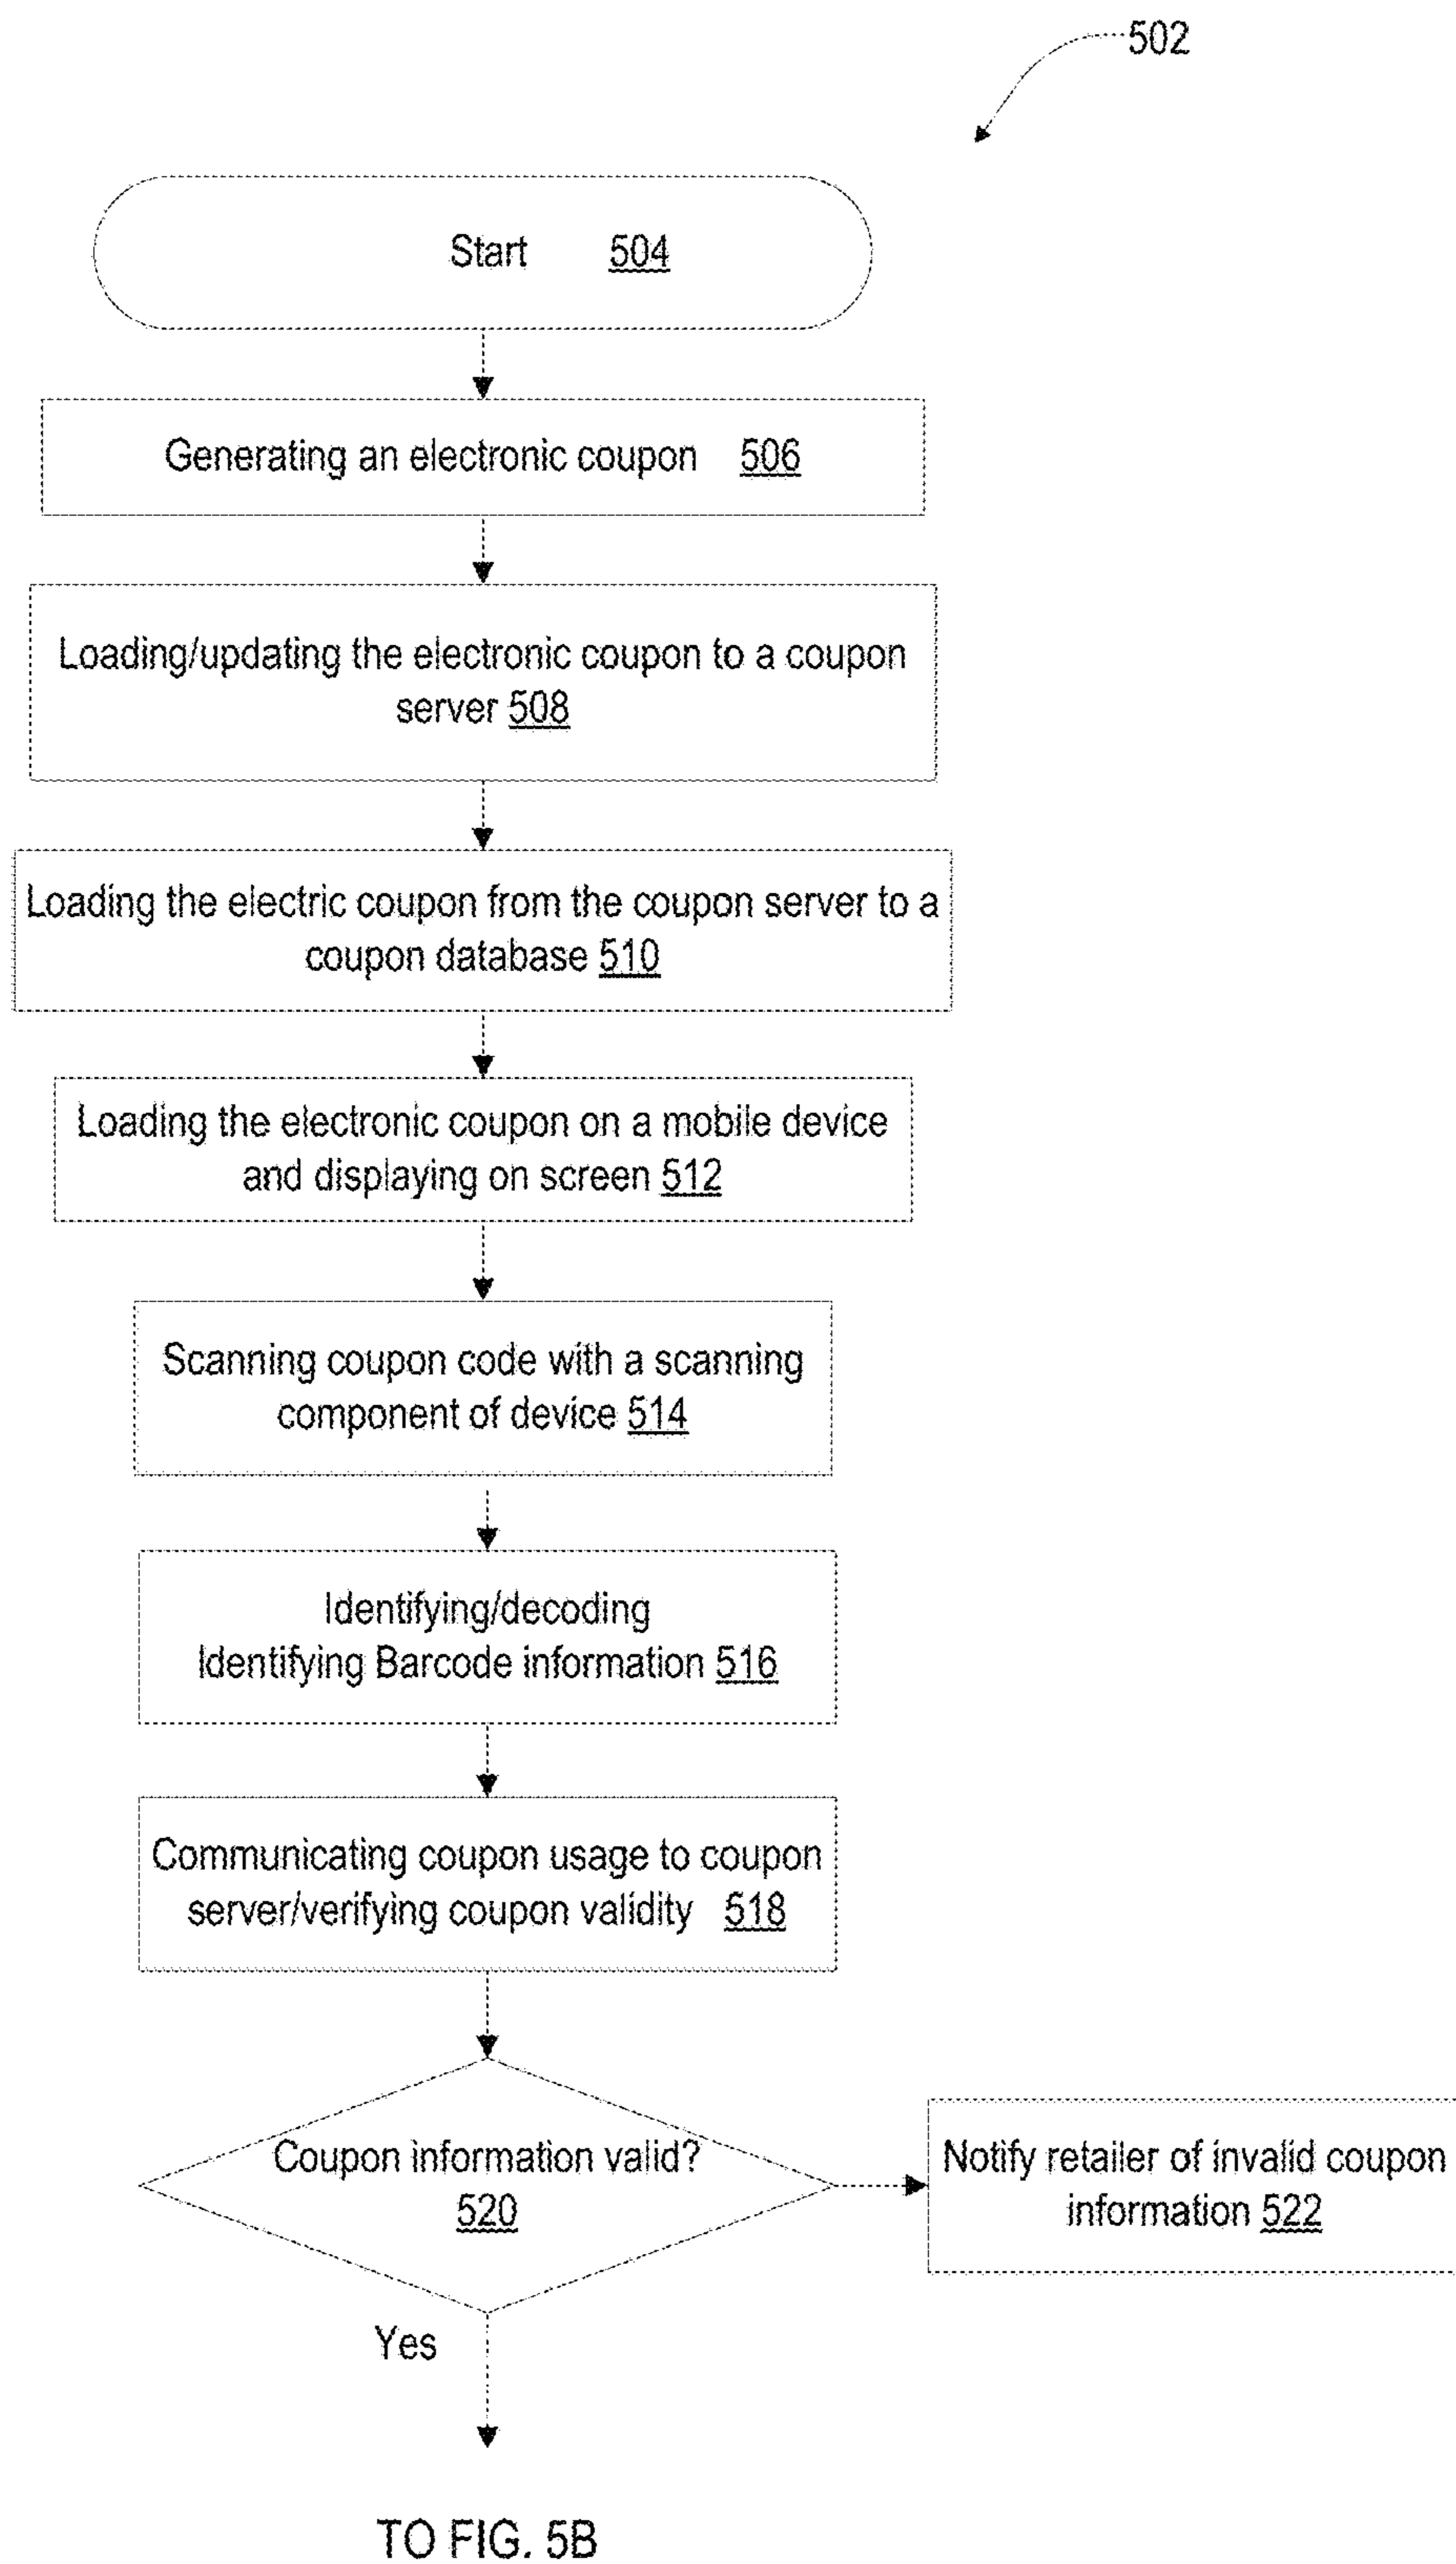 502
Start 504
Generating an electronic coupon 506
Loading/updating the electronic coupon to a coupon
server 508
Loading the electric coupon from the coupon server to a
coupon database 510
Loading the electronic coupon on a mobile device
and displaying on screen 512
Scanning coupon code with a scanning
component of device 514
Identifying/decoding
Identifying Barcode information 516
Communicating coupon usage to coupon
server/verifying coupon validity 518
Coupon information valid?
520
Notify retailer of invalid coupon
information 522
Yes
TO FIG. 5B